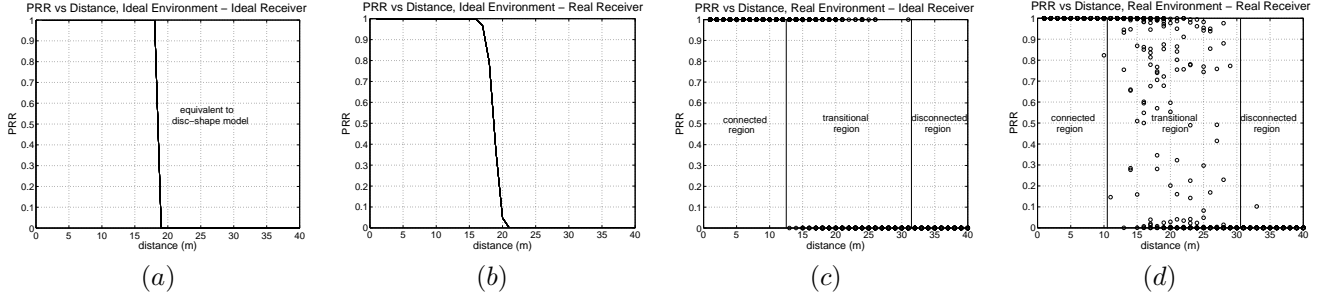 PRR vs Distance, Ideal Environment – Ideal Receiver
1
0.9
0.8
0.7
0.6
0.5
0.4
0.3
0.2
0.1
0
PRR
equivalent to
disc−shape model
0 5 10 15 20 25 30 35 40
distance (m)
(a)
PRR vs Distance, Ideal Environment – Real Receiver
1
0.9
0.8
0.7
0.6
0.5
0.4
0.3
0.2
0.1
0
PRR
0 5 10 15 20 25 30 35 40
distance (m)
(b)
PRR vs Distance, Real Environment – Ideal Receiver
1
0.9
0.8
0.7
0.6
0.5
0.4
0.3
0.2
0.1
0
PRR
connected
region
transitional
region
disconnected
region
0 5 10 15 20 25 30 35 40
distance (m)
(c)
PRR vs Distance, Real Environment – Real Receiver
1
0.9
0.8
0.7
0.6
0.5
0.4
0.3
0.2
0.1
0
PRR
connected
region
transitional
region
disconnected
region
0 5 10 15 20 25 30 35 40
distance (m)
(d)